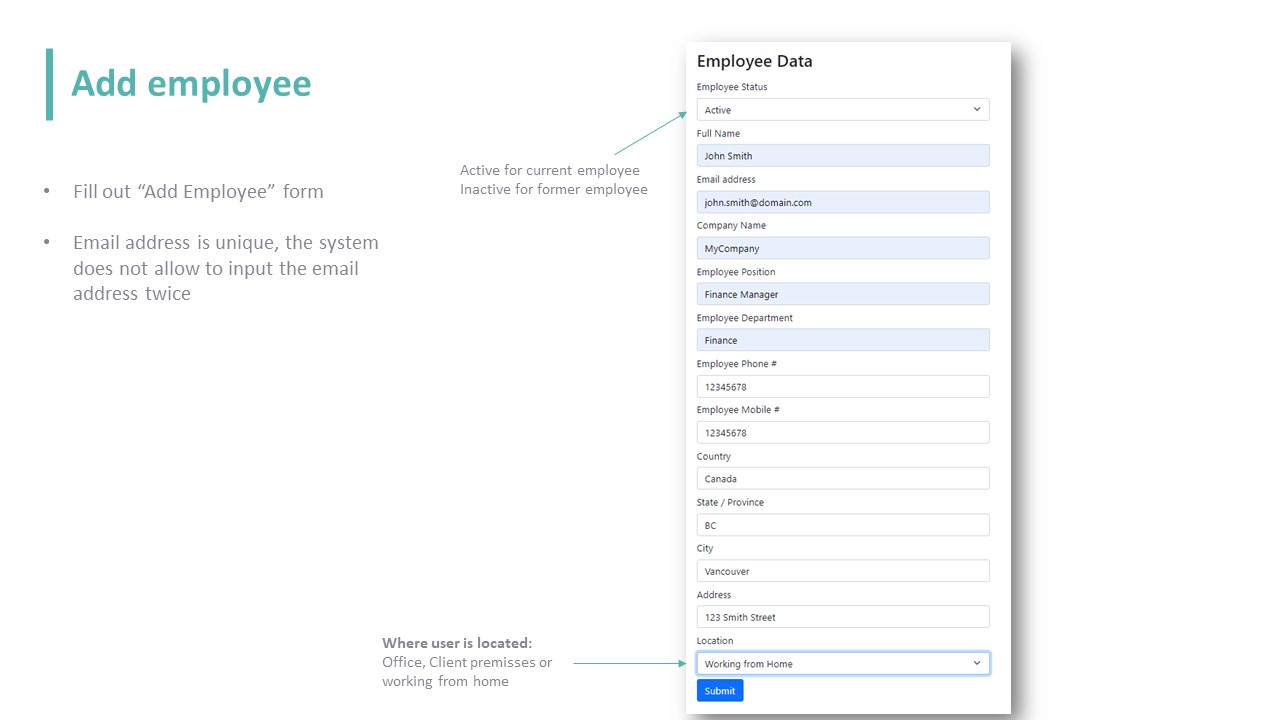 Add employee
• Fill out “Add Employee” form
• Email address is unique, the system
does not allow to input the email
address twice
Active for current employee
Inactive for former employee
Where user is located:
Office, Client premisses or
working from home
Employee Data
Employee Status
Active
Full Name
John Smith
Email address
john.smith@domain.com
Company Name
MyCompany
Employee Position
Finance Manager
Employee Department
Finance
Employee Phone #
12345678
Employee Mobile #
12345678
Country
Canada
State / Province
BC
City
Vancouver
Address
123 Smith Street
Location
Working from Home
Submit